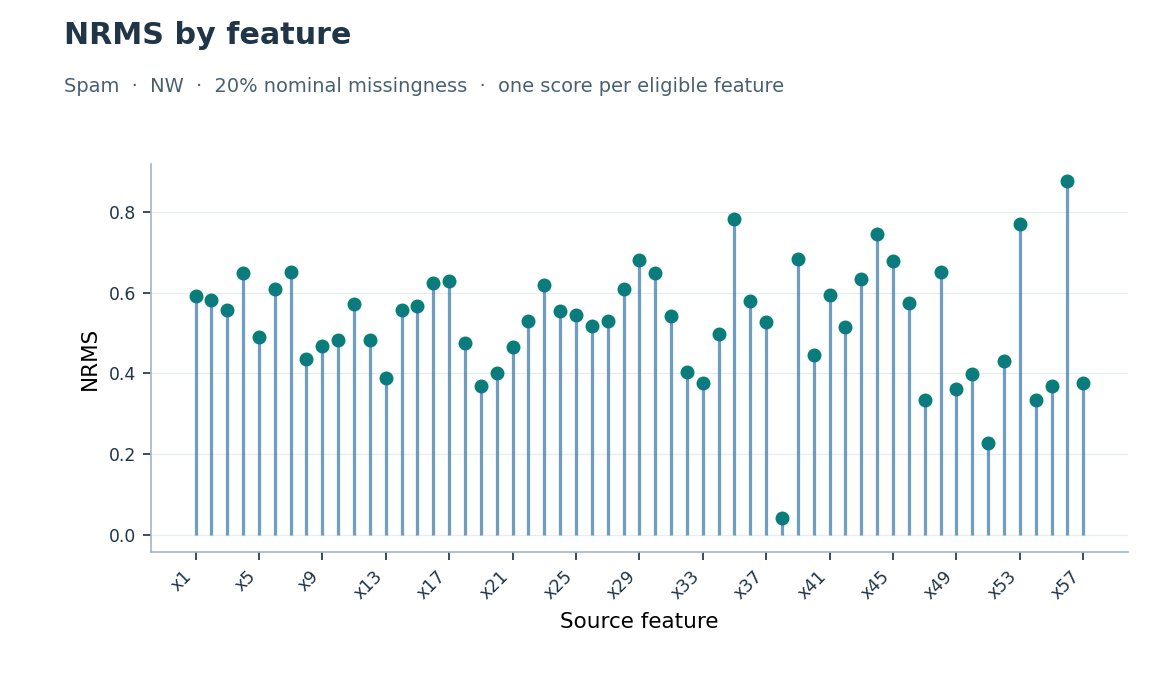 NRMS by feature
Spam · NW · 20% nominal missingness · one score per eligible feature
NRMS
0.8
0.6
0.4
0.2
0.0
x1 x5 x9 x13 x17 x21 x25 x29 x33 x37 x41 x45 x49 x53 x57
Source feature